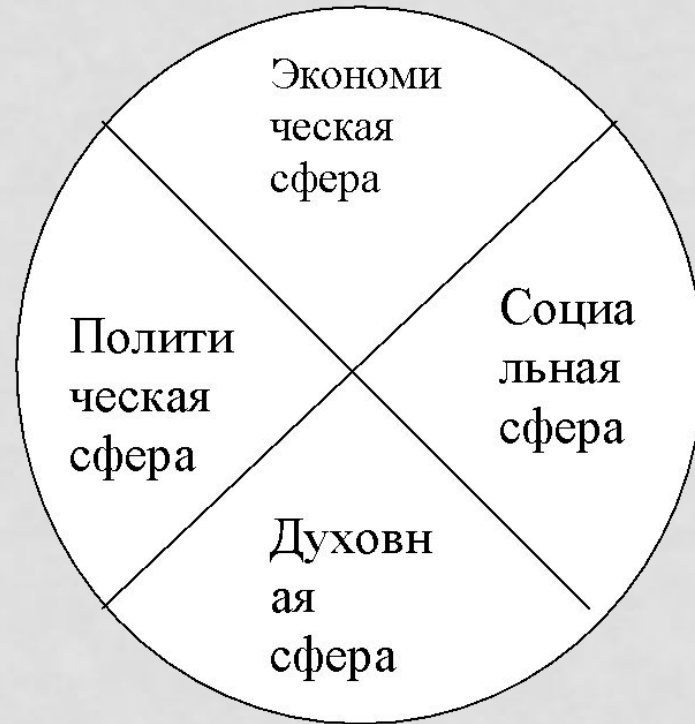 Экономи
ческая
сфера
Социа
льная
сфера
Полити
ческая
сфера
Духовн
ая
сфера